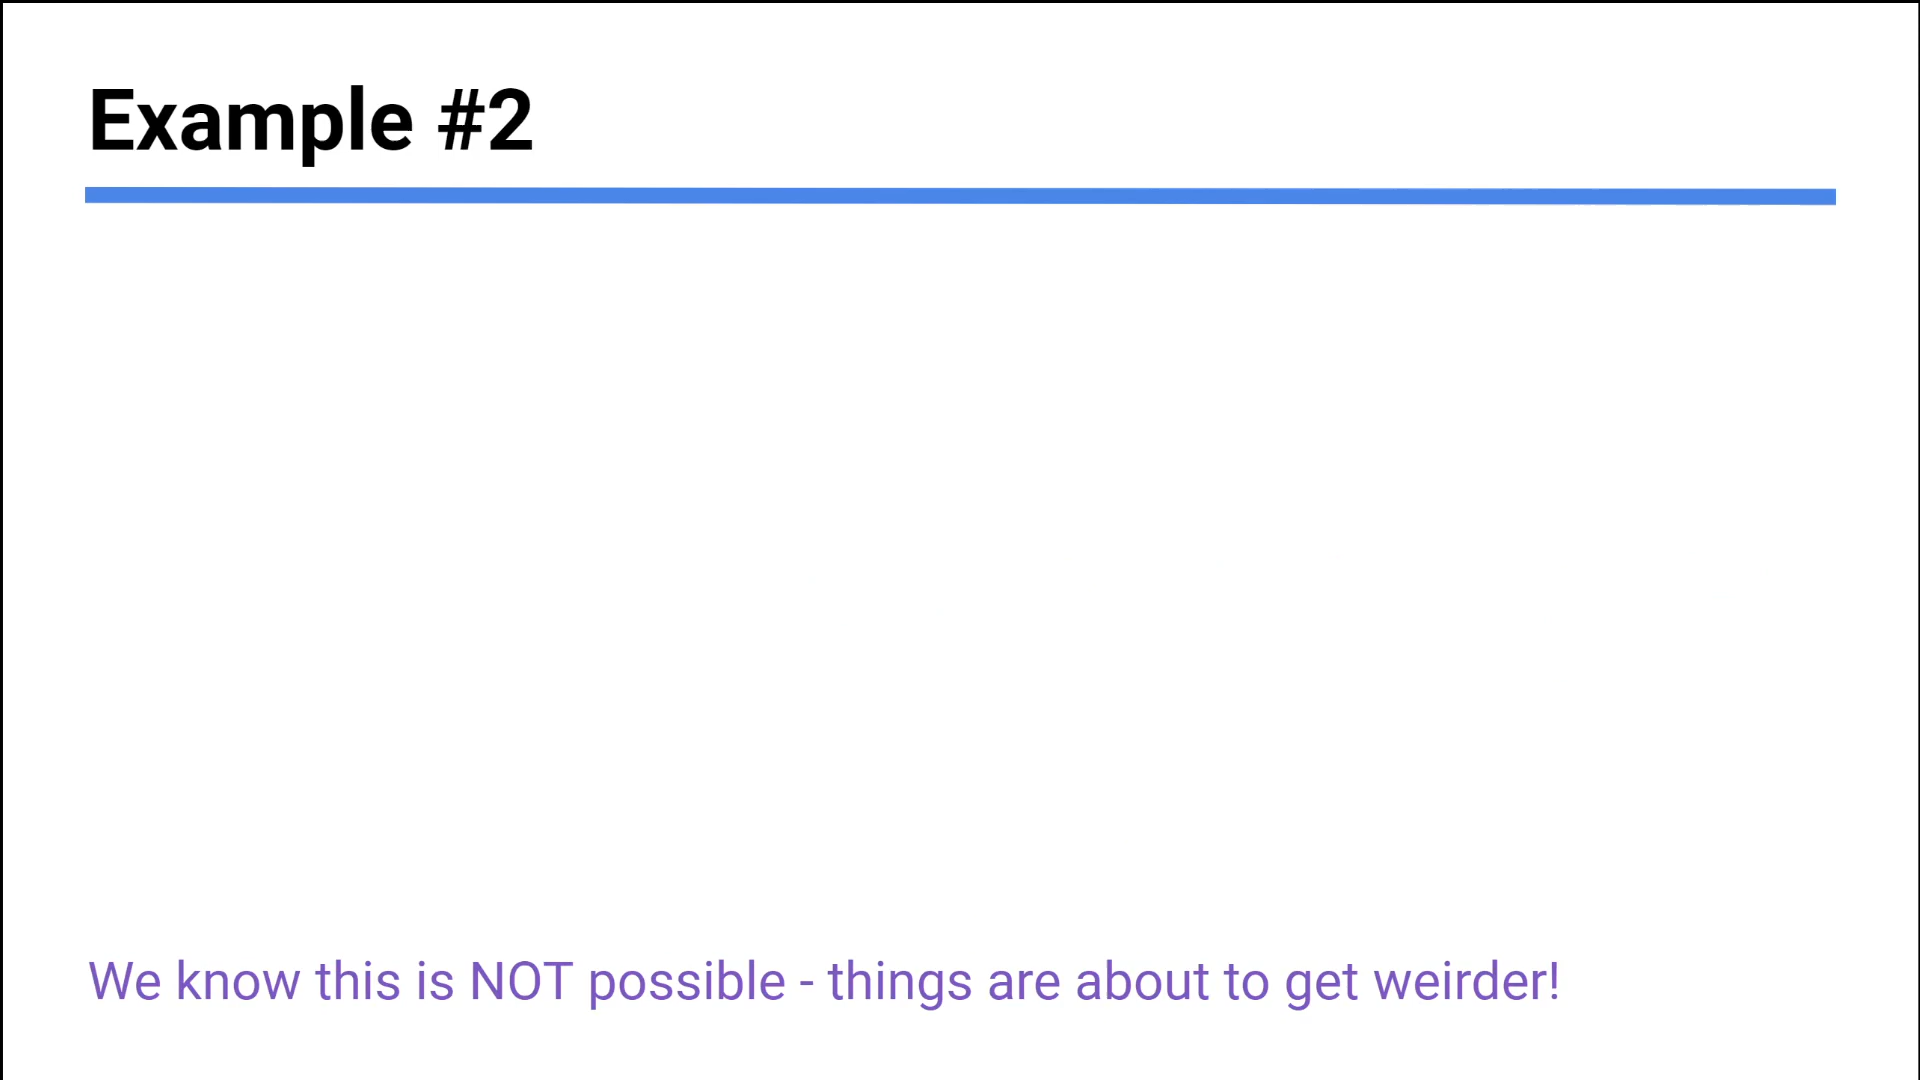 Example #2
We know this is NOT possible - things are about to get weirder!